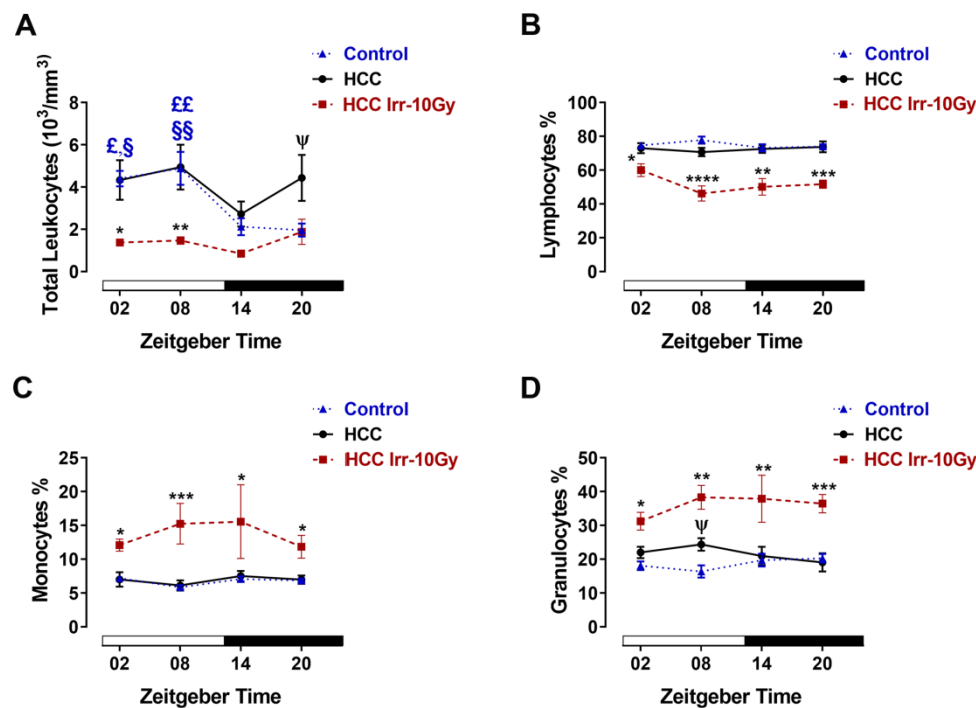 A
Control
HCC
HCC Irr-10Gy
Total Leukocytes (10³/mm³)
8
6
4
2
0
£,§
££
§§
ψ
*
**
02 08 14 20
Zeitgeber Time
B
Control
HCC
HCC Irr-10Gy
Lymphocytes %
100
80
60
40
20
0
*
****
**
***
02 08 14 20
Zeitgeber Time
C
Control
HCC
HCC Irr-10Gy
Monocytes %
25
20
15
10
5
0
*
***
*
*
02 08 14 20
Zeitgeber Time
D
Control
HCC
HCC Irr-10Gy
Granulocytes %
50
40
30
20
10
0
*
**
**
***
ψ
02 08 14 20
Zeitgeber Time